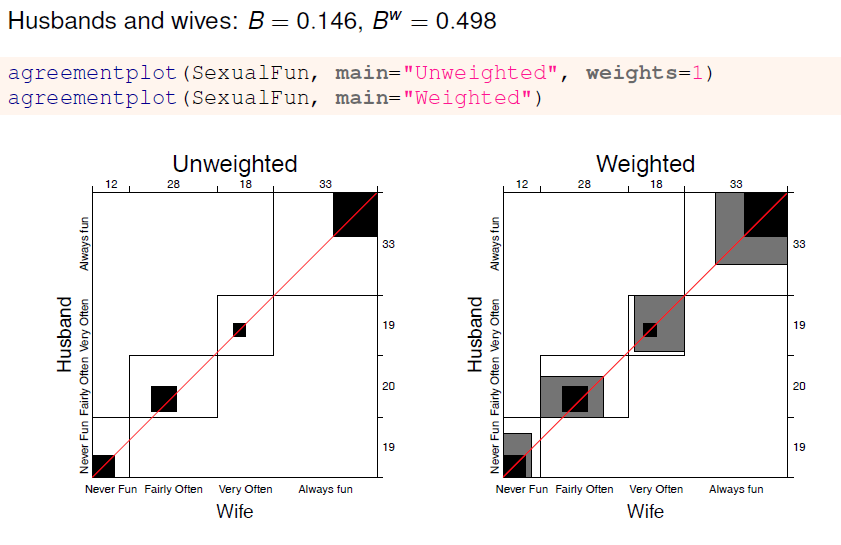 Husbands and wives: B = 0.146, Bʷ = 0.498
agreementplot(SexualFun, main="Unweighted", weights=1)
agreementplot(SexualFun, main="Weighted")
Unweighted
12 28 18 33
Always fun
Very Often
Fairly Often
Never Fun
Husband
33
19
20
19
Never Fun Fairly Often Very Often Always fun
Wife
Weighted
12 28 18 33
Always fun
Very Often
Fairly Often
Never Fun
Husband
33
19
20
19
Never Fun Fairly Often Very Often Always fun
Wife